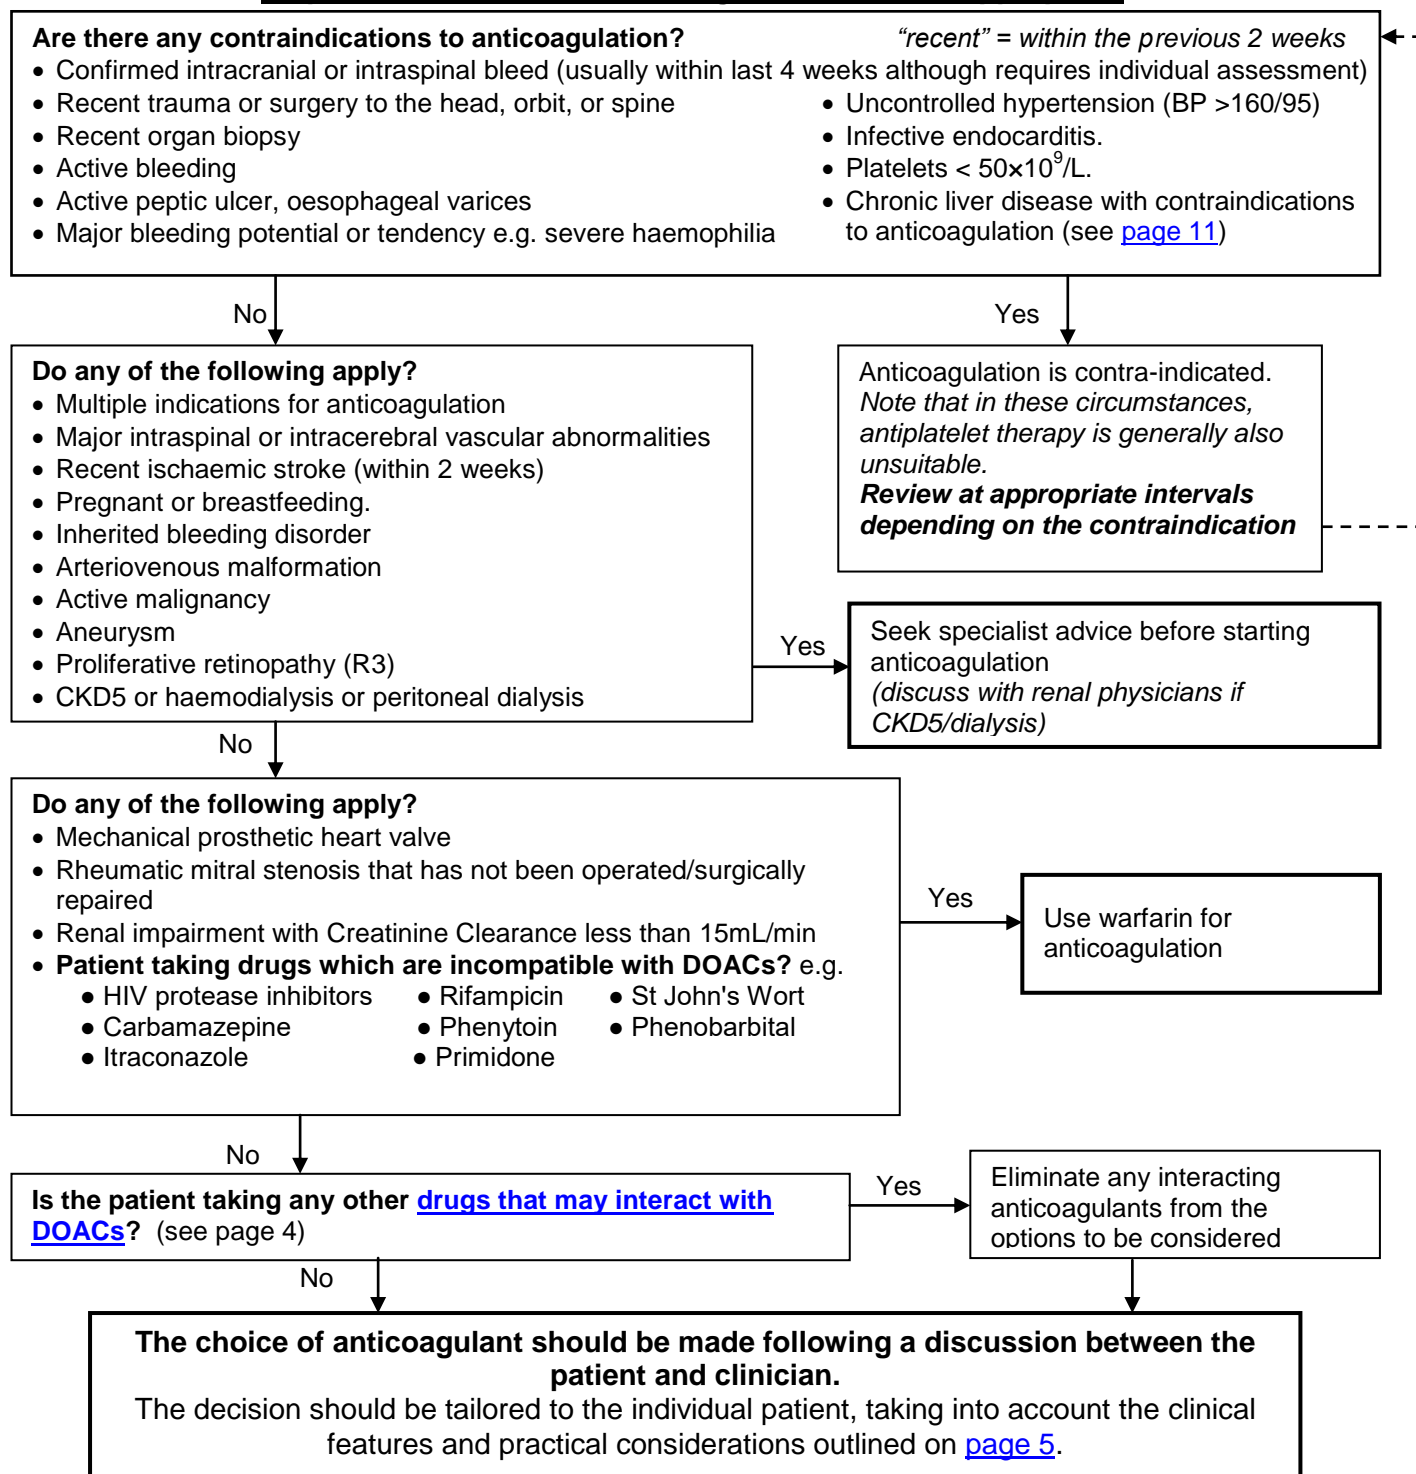 Are there any contraindications to anticoagulation? “recent” = within the previous 2 weeks
• Confirmed intracranial or intraspinal bleed (usually within last 4 weeks although requires individual assessment)
• Recent trauma or surgery to the head, orbit, or spine
• Recent organ biopsy
• Active bleeding
• Active peptic ulcer, oesophageal varices
• Major bleeding potential or tendency e.g. severe haemophilia
• Uncontrolled hypertension (BP >160/95)
• Infective endocarditis.
• Platelets < 50×10⁹/L.
• Chronic liver disease with contraindications
to anticoagulation (see page 11)
No
Yes
Do any of the following apply?
• Multiple indications for anticoagulation
• Major intraspinal or intracerebral vascular abnormalities
• Recent ischaemic stroke (within 2 weeks)
• Pregnant or breastfeeding.
• Inherited bleeding disorder
• Arteriovenous malformation
• Active malignancy
• Aneurysm
• Proliferative retinopathy (R3)
• CKD5 or haemodialysis or peritoneal dialysis
Anticoagulation is contra-indicated.
Note that in these circumstances,
antiplatelet therapy is generally also
unsuitable.
Review at appropriate intervals
depending on the contraindication
Yes
Seek specialist advice before starting
anticoagulation
(discuss with renal physicians if
CKD5/dialysis)
No
Do any of the following apply?
• Mechanical prosthetic heart valve
• Rheumatic mitral stenosis that has not been operated/surgically
repaired
• Renal impairment with Creatinine Clearance less than 15mL/min
• Patient taking drugs which are incompatible with DOACs? e.g.
● HIV protease inhibitors ● Rifampicin ● St John's Wort
● Carbamazepine ● Phenytoin ● Phenobarbital
● Itraconazole ● Primidone
Yes
Use warfarin for
anticoagulation
No
Is the patient taking any other drugs that may interact with
DOACs? (see page 4)
Yes
Eliminate any interacting
anticoagulants from the
options to be considered
No
The choice of anticoagulant should be made following a discussion between the
patient and clinician.
The decision should be tailored to the individual patient, taking into account the clinical
features and practical considerations outlined on page 5.